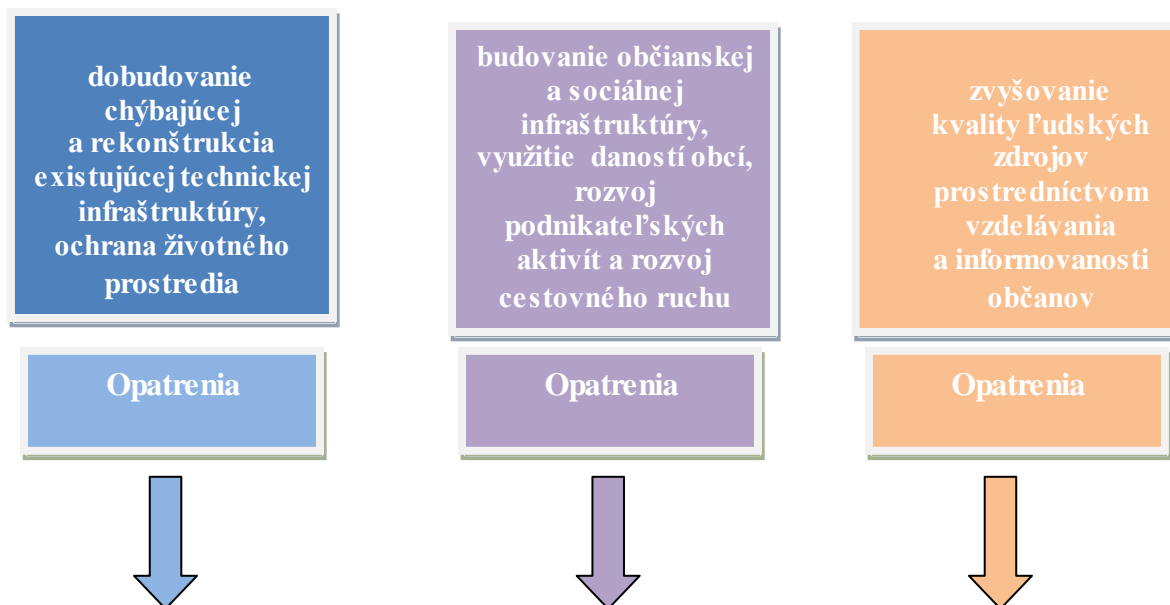 dobudovanie
chýbajúcej
a rekonštrukcia
existujúcej technickej
infraštruktúry,
ochrana životného
prostredia
Opatrenia
budovanie občianskej
a sociálnej
infraštruktúry,
využitie daností obcí,
rozvoj
podnikateľských
aktivít a rozvoj
cestovného ruchu
Opatrenia
zvyšovanie
kvality ľudských
zdrojov
prostredníctvom
vzdelávania
a informovanosti
občanov
Opatrenia